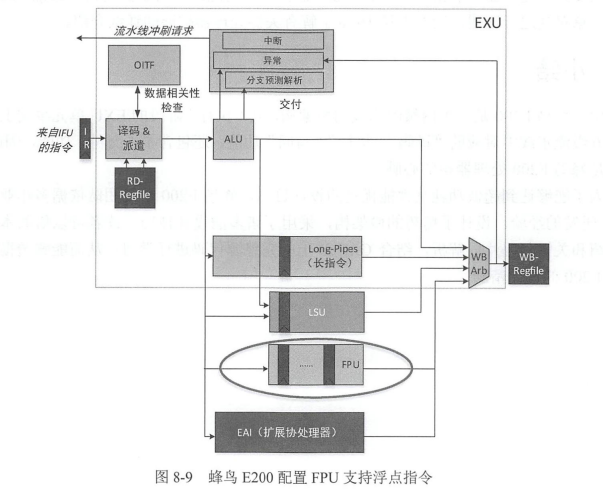 流水线冲刷请求
EXU
中断
OITF
异常
分支预测解析
数据相关性
检查
交付
来自IFU
的指令
I
R
译码 &
派遣
ALU
RD-
Regfile
Long-Pipes
(长指令)
WB
Arb
WB-
Regfile
LSU
......
FPU
EAI（扩展协处理器）
图 8-9 蜂鸟 E200 配置 FPU 支持浮点指令